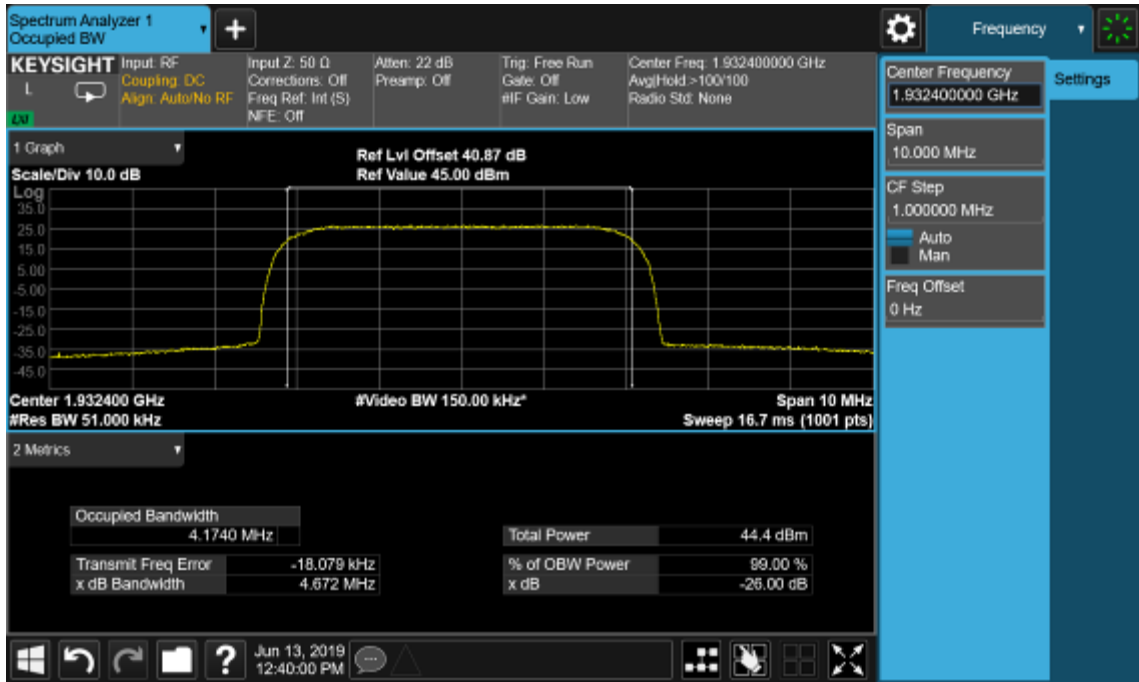 Spectrum Analyzer 1
Occupied BW
+
Frequency
KEYSIGHT
L
LXI
Input: RF
Coupling: DC
Align: Auto/No RF
Input Z: 50 Ω
Corrections: Off
Freq Ref: Int (S)
NFE: Off
Atten: 22 dB
Preamp: Off
Trig: Free Run
Gate: Off
#IF Gain: Low
Center Freq: 1.932400000 GHz
Avg|Hold:>100/100
Radio Std: None
Center Frequency
1.932400000 GHz
Settings
Span
10.000 MHz
CF Step
1.000000 MHz
Auto
Man
Freq Offset
0 Hz
1 Graph
Scale/Div 10.0 dB
Ref Lvl Offset 40.87 dB
Ref Value 45.00 dBm
Log
35.0
25.0
15.0
5.00
-5.00
-15.0
-25.0
-35.0
-45.0
Center 1.932400 GHz
#Video BW 150.00 kHz*
Span 10 MHz
#Res BW 51.000 kHz
Sweep 16.7 ms (1001 pts)
2 Metrics
Occupied Bandwidth
4.1740 MHz
Total Power 44.4 dBm
Transmit Freq Error -18.079 kHz
% of OBW Power 99.00 %
x dB Bandwidth 4.672 MHz
x dB -26.00 dB
?
Jun 13, 2019
12:40:00 PM